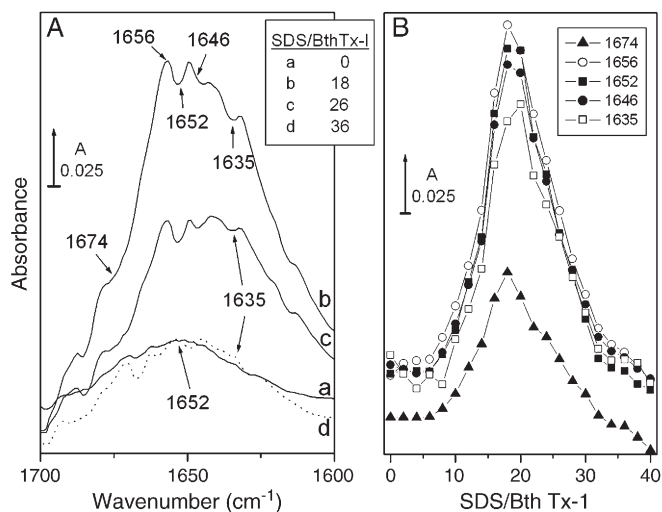 A
1656
1646
SDS/BthTx-I
a 0
b 18
c 26
d 36
1652
1635
A
0.025
1674
1635
b
c
a
d
1652
Absorbance
1700
1650
1600
Wavenumber (cm-1)
B
1674
1656
1652
1646
1635
A
0.025
0
10
20
30
40
SDS/Bth Tx-1